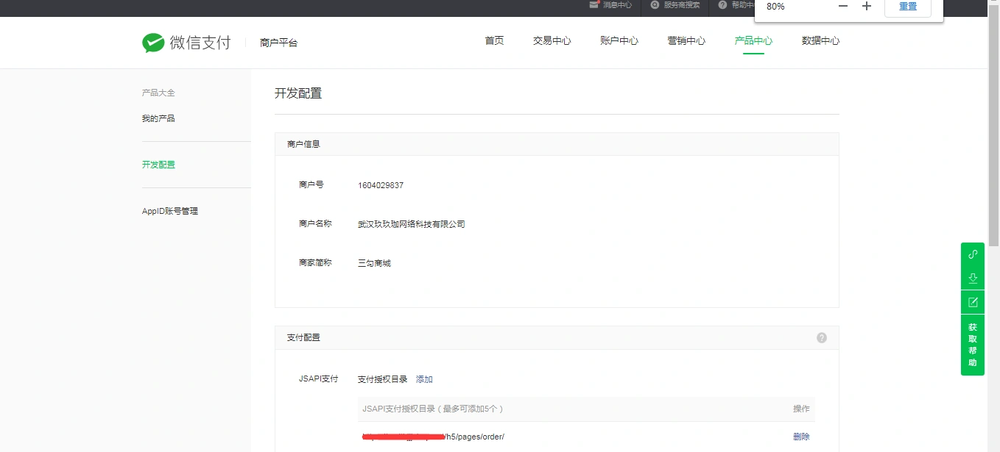 消息中心 服务商搜索 帮助中
80% 重置
微信支付 商户平台 首页 交易中心 账户中心 营销中心 产品中心 数据中心
产品大全
我的产品
开发配置
AppID账号管理
开发配置
商户信息
商户号 1604029837
商户名称 武汉玖玖珈网络科技有限公司
商家简称 三勾商城
支付配置
JSAPI支付 支付授权目录 添加
JSAPI支付授权目录（最多可添加5个） 操作
/h5/pages/order/ 删除
获取帮助